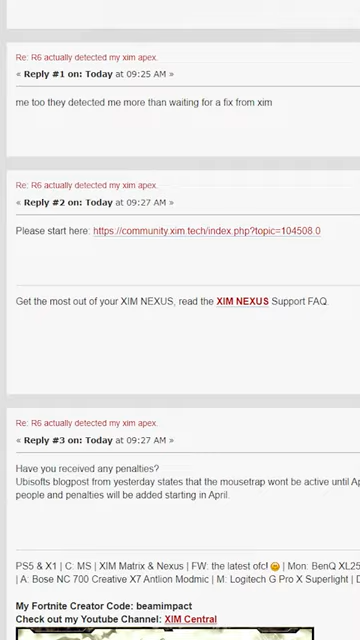 Re: R6 actually detected my xim apex.
« Reply #1 on: Today at 09:25 AM »
me too they detected me more than waiting for a fix from xim
Re: R6 actually detected my xim apex.
« Reply #2 on: Today at 09:27 AM »
Please start here: https://community.xim.tech/index.php?topic=104508.0
Get the most out of your XIM NEXUS, read the XIM NEXUS Support FAQ.
Re: R6 actually detected my xim apex.
« Reply #3 on: Today at 09:27 AM »
Have you received any penalties?
Ubisofts blogpost from yesterday states that the mousetrap wont be active until
people and penalties will be added starting in April.
PS5 & X1 | C: MS | XIM Matrix & Nexus | FW: the latest ofc! | Mon: BenQ XL25
| A: Bose NC 700 Creative X7 Antlion Modmic | M: Logitech G Pro X Superlight |
My Fortnite Creator Code: beamimpact
Check out my Youtube Channel: XIM Central